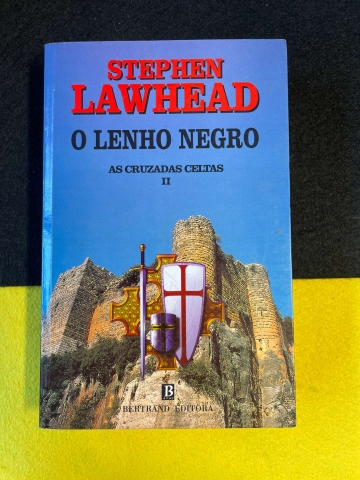 STEPHEN
LAWHEAD
O LENHO NEGRO
AS CRUZADAS CELTAS
II
B
BERTRAND EDITORA